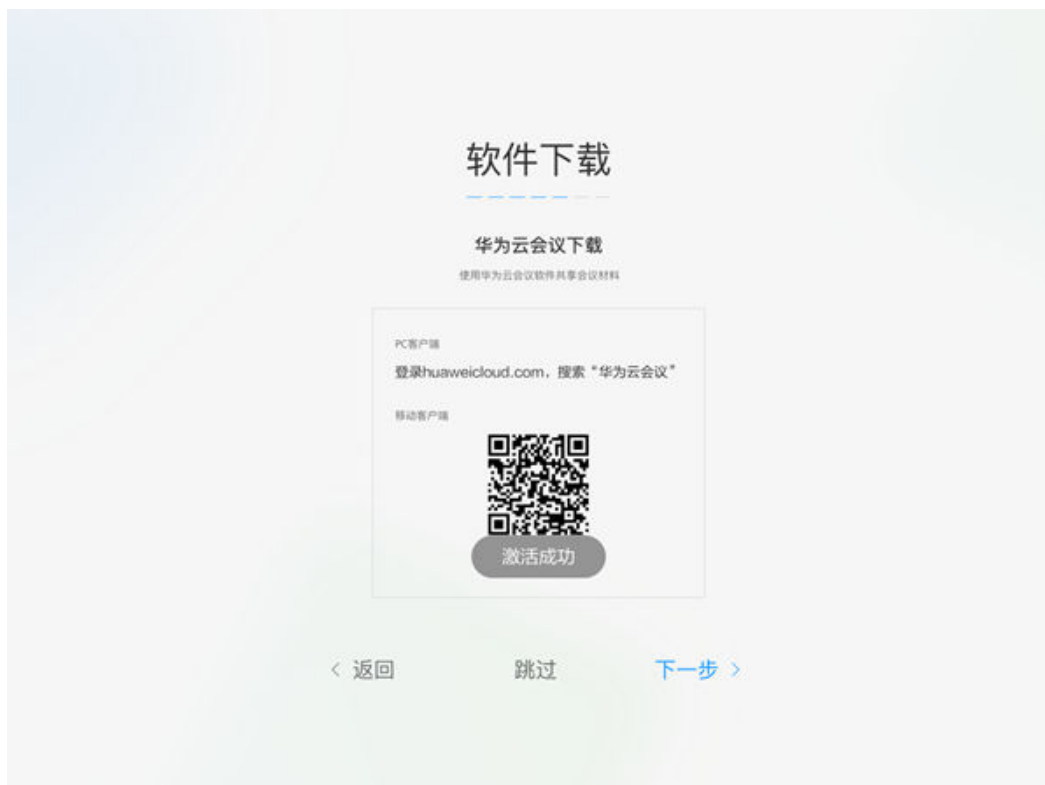 软件下载
华为云会议下载
使用华为云会议软件共享会议材料
PC客户端
登录huaweicloud.com，搜索“华为云会议”
移动客户端
激活成功
< 返回
跳过
下一步 >